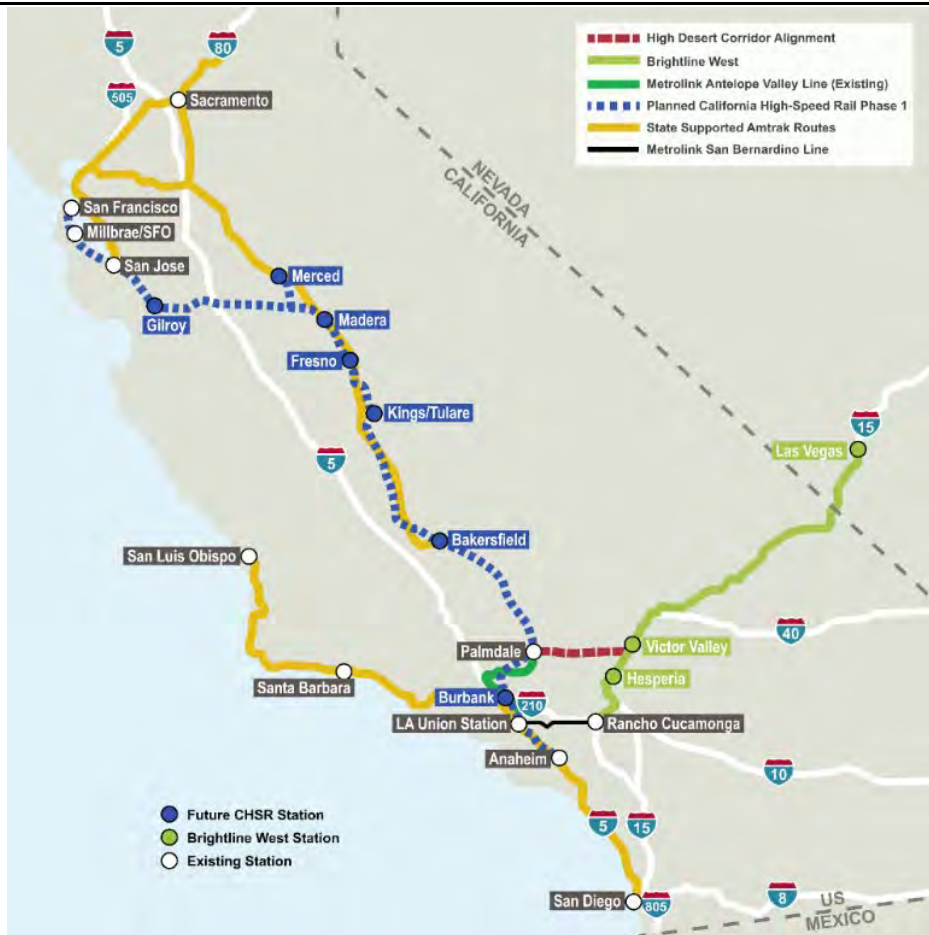 5
80
505
Sacramento
High Desert Corridor Alignment
Brightline West
Metrolink Antelope Valley Line (Existing)
Planned California High-Speed Rail Phase 1
State Supported Amtrak Routes
Metrolink San Bernardino Line
NEVADA
CALIFORNIA
San Francisco
Millbrae/SFO
San Jose
Gilroy
Merced
Madera
Fresno
Kings/Tulare
5
15
Las Vegas
Bakersfield
San Luis Obispo
40
Palmdale
Victor Valley
Hesperia
Santa Barbara
Burbank
210
LA Union Station
Rancho Cucamonga
Anaheim
10
Future CHSR Station
Brightline West Station
Existing Station
5
15
San Diego
805
8
US
MEXICO